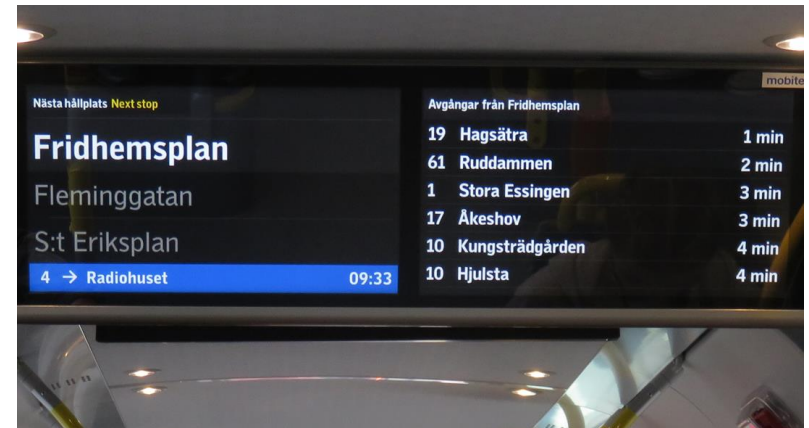 mobite
Nästa hållplats Next stop
Fridhemsplan
Fleminggatan
S:t Eriksplan
4 → Radiohuset 09:33
Avgångar från Fridhemsplan
19 Hagsätra 1 min
61 Ruddammen 2 min
1 Stora Essingen 3 min
17 Åkeshov 3 min
10 Kungsträdgården 4 min
10 Hjulsta 4 min